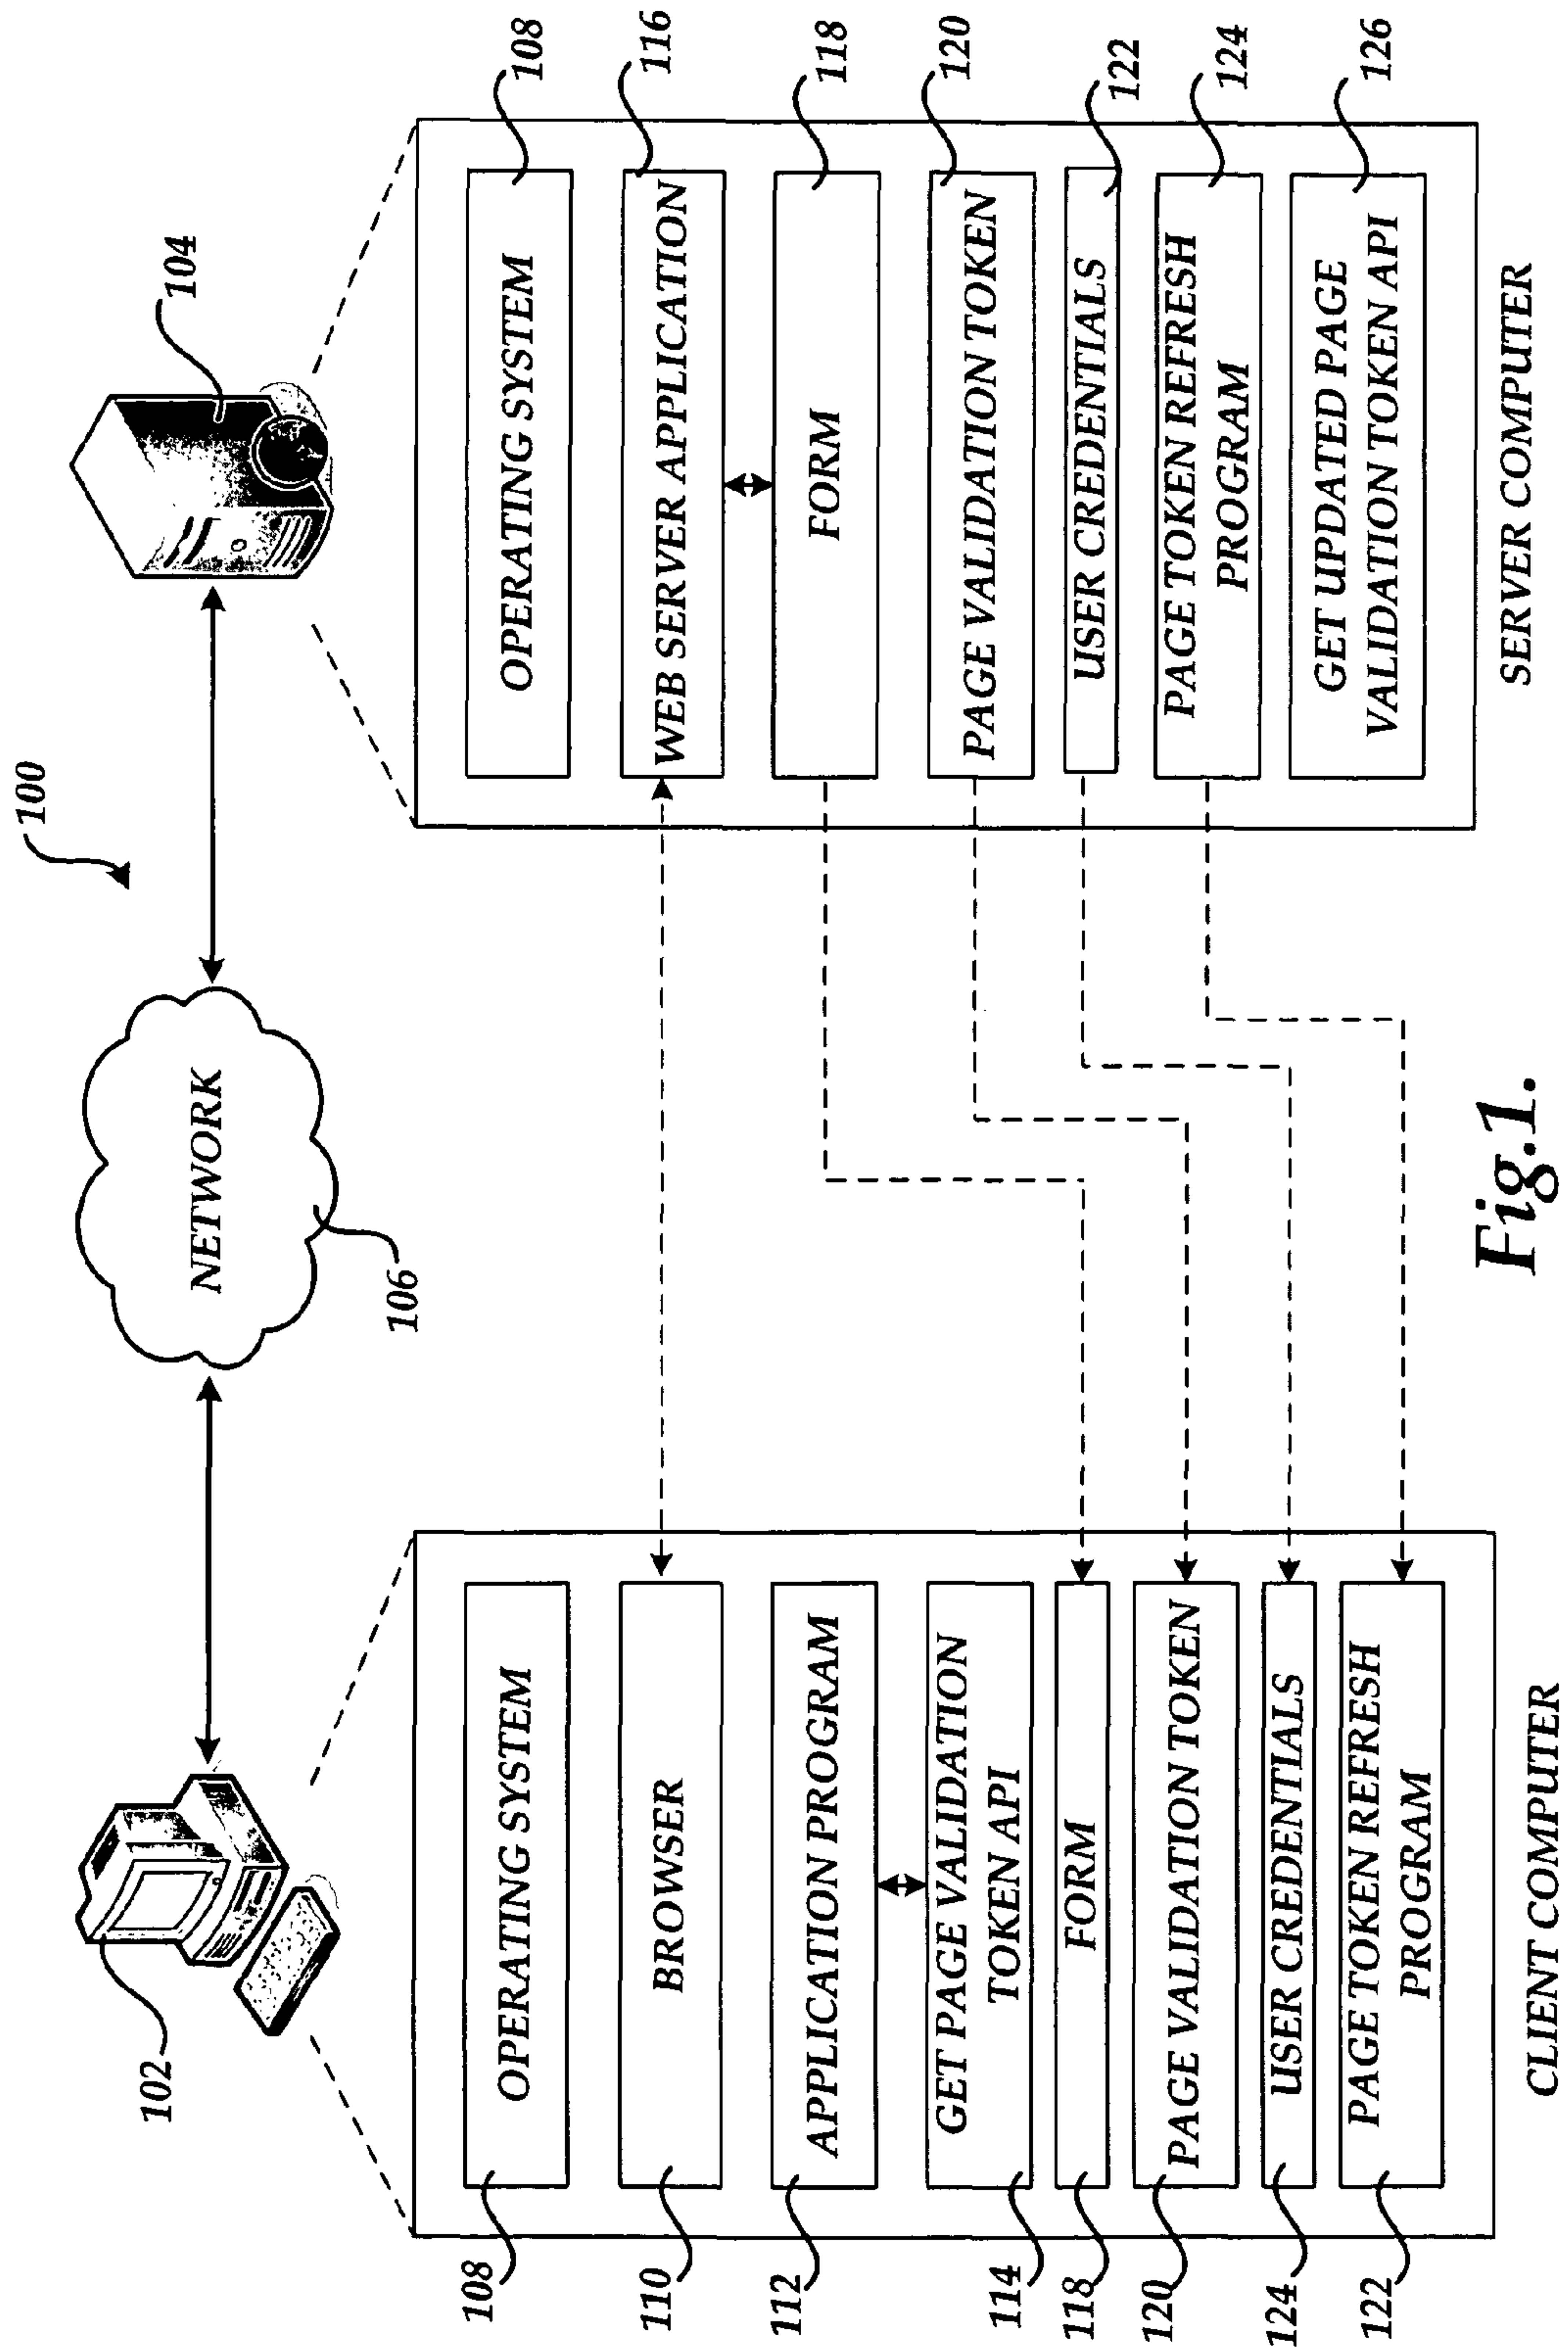 100
102
NETWORK
106
104
108
OPERATING SYSTEM
110
BROWSER
112
APPLICATION PROGRAM
114
GET PAGE VALIDATION
TOKEN API
118
FORM
120
PAGE VALIDATION TOKEN
124
USER CREDENTIALS
122
PAGE TOKEN REFRESH
PROGRAM
CLIENT COMPUTER
OPERATING SYSTEM
108
WEB SERVER APPLICATION
116
FORM
118
PAGE VALIDATION TOKEN
120
USER CREDENTIALS
122
PAGE TOKEN REFRESH
PROGRAM
124
GET UPDATED PAGE
VALIDATION TOKEN API
126
SERVER COMPUTER
Fig.1.